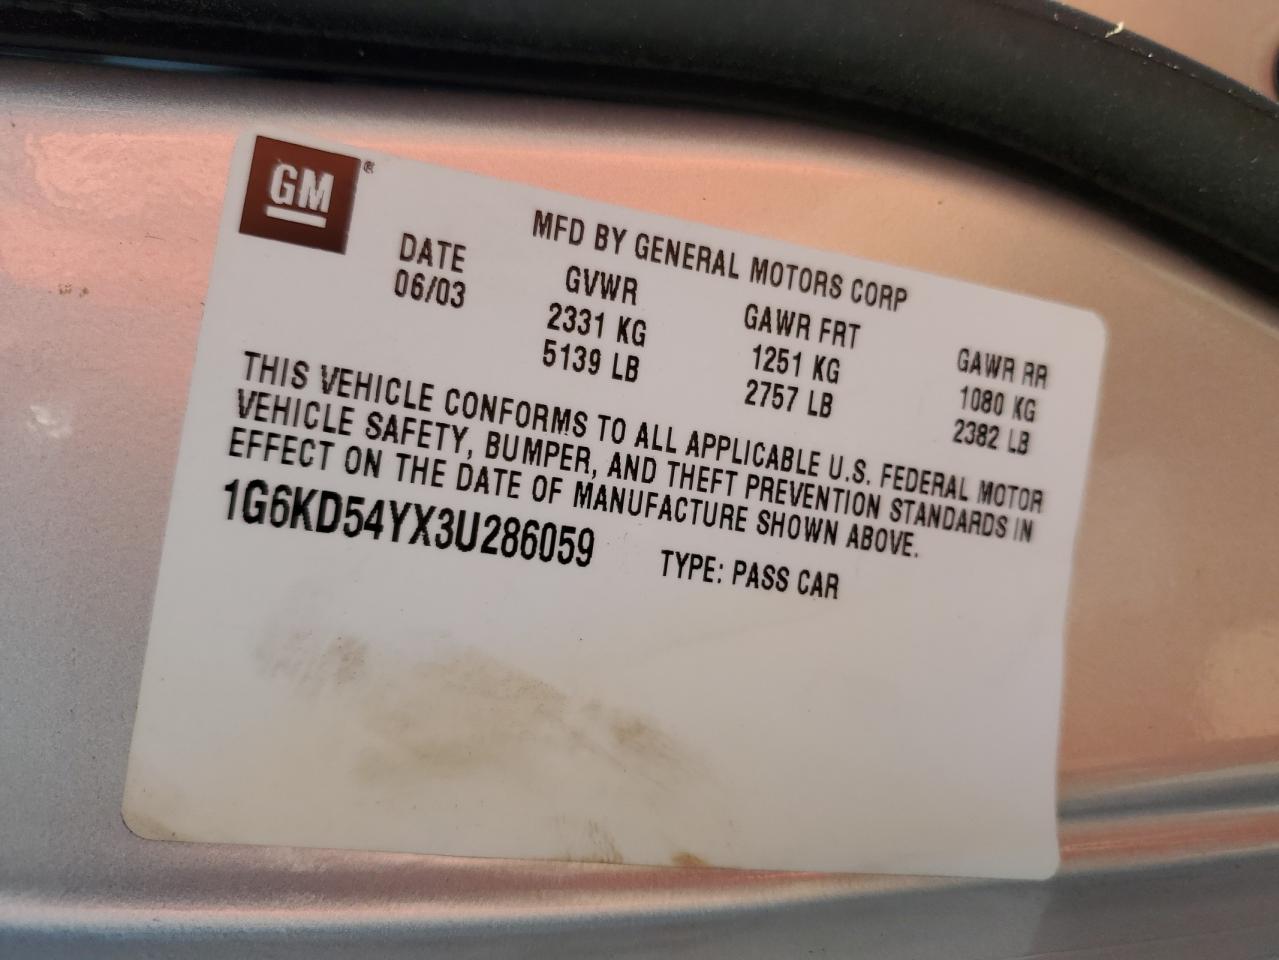 GM®
MFD BY GENERAL MOTORS CORP
DATE GVWR GAWR FRT GAWR RR
06/03 2331 KG 1251 KG 1080 KG
5139 LB 2757 LB 2382 LB
THIS VEHICLE CONFORMS TO ALL APPLICABLE U.S. FEDERAL MOTOR
VEHICLE SAFETY, BUMPER, AND THEFT PREVENTION STANDARDS IN
EFFECT ON THE DATE OF MANUFACTURE SHOWN ABOVE.
1G6KD54YX3U286059 TYPE: PASS CAR